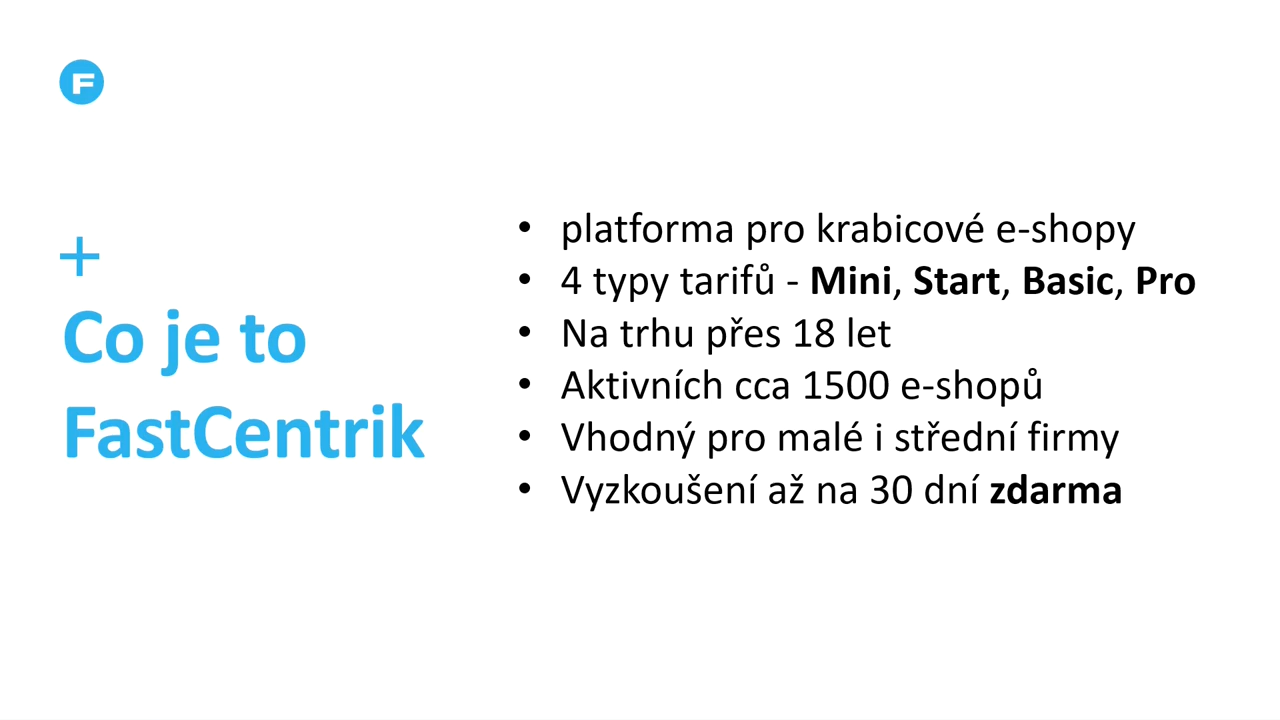 F
+
Co je to
FastCentrik
• platforma pro krabicové e-shopy
• 4 typy tarifů - Mini, Start, Basic, Pro
• Na trhu přes 18 let
• Aktivních cca 1500 e-shopů
• Vhodný pro malé i střední firmy
• Vyzkoušení až na 30 dní zdarma